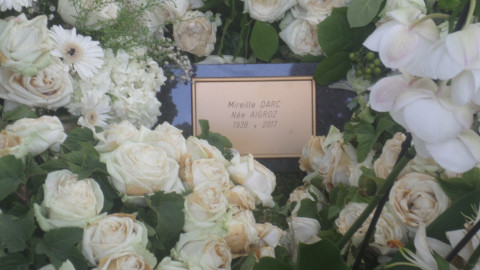 Mireille DARC
Née AIGROZ
1938 + 2017